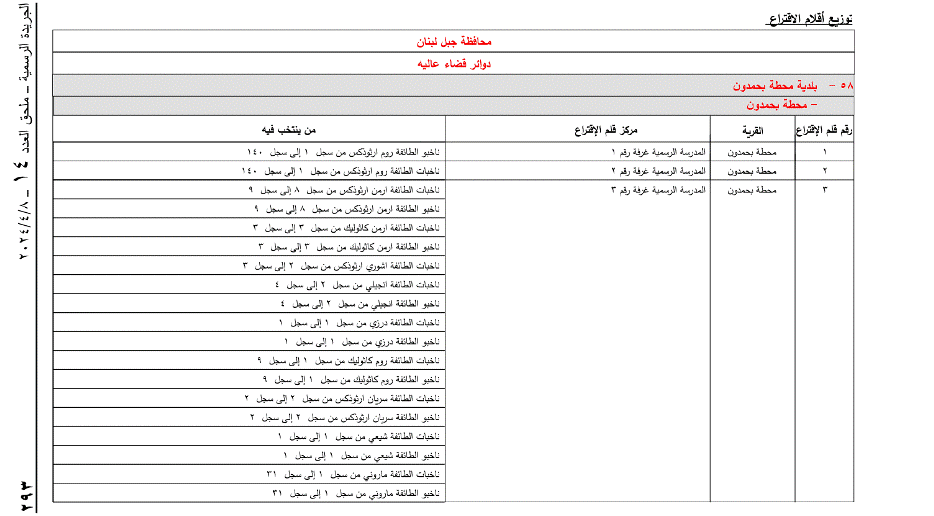 توزيع أقلام الإقتراع
محافظة جبل لبنان
دوائر قضاء عاليه
٥٨ - بلدية محطة بحمدون
- محطة بحمدون
رقم قلم الإقتراع القرية مركز قلم الإقتراع من ينتخب فيه
١ محطة بحمدون المدرسة الرسمية غرفة رقم ١ ناخبو الطائفة روم ارثوذكس من سجل ١ إلى سجل ١٤٠
٢ محطة بحمدون المدرسة الرسمية غرفة رقم ٢ ناخبات الطائفة روم ارثوذكس من سجل ١ إلى سجل ١٤٠
٣ محطة بحمدون المدرسة الرسمية غرفة رقم ٣ ناخبات الطائفة ارمن ارثوذكس من سجل ٨ إلى سجل ٩
ناخبو الطائفة ارمن ارثوذكس من سجل ٨ إلى سجل ٩
ناخبات الطائفة ارمن كاثوليك من سجل ٣ إلى سجل ٣
ناخبو الطائفة ارمن كاثوليك من سجل ٣ إلى سجل ٣
ناخبات الطائفة اشوري ارثوذكس من سجل ٢ إلى سجل ٣
ناخبات الطائفة انجيلي من سجل ٢ إلى سجل ٤
ناخبو الطائفة انجيلي من سجل ٢ إلى سجل ٤
ناخبات الطائفة درزي من سجل ١ إلى سجل ١
ناخبو الطائفة درزي من سجل ١ إلى سجل ١
ناخبات الطائفة روم كاثوليك من سجل ١ إلى سجل ٩
ناخبو الطائفة روم كاثوليك من سجل ١ إلى سجل ٩
ناخبات الطائفة سريان ارثوذكس من سجل ٢ إلى سجل ٢
ناخبو الطائفة سريان ارثوذكس من سجل ٢ إلى سجل ٢
ناخبات الطائفة شيعي من سجل ١ إلى سجل ١
ناخبو الطائفة شيعي من سجل ١ إلى سجل ١
ناخبات الطائفة ماروني من سجل ١ إلى سجل ٣١
ناخبو الطائفة ماروني من سجل ١ إلى سجل ٣١
الجريدة الرسمية – ملحق العدد ١٤ – ٢٠٢٤/٤/٨
٢٩٣